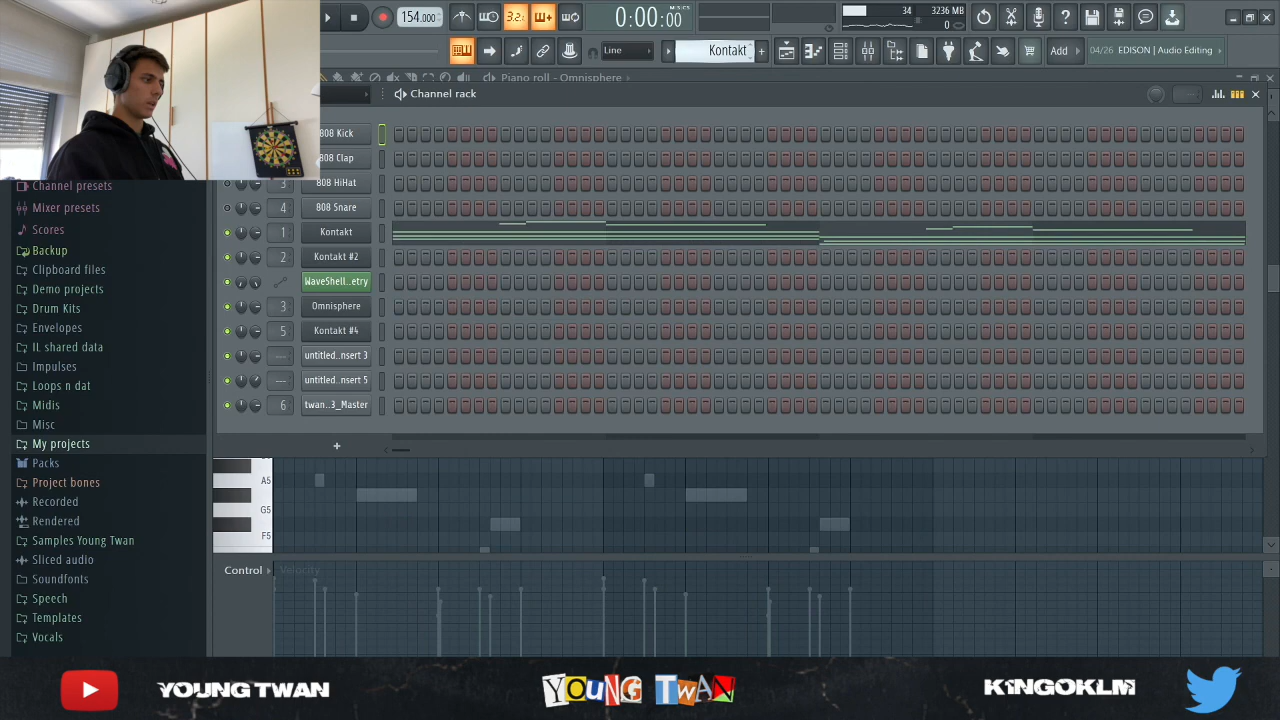 154.000
3.2.
0:00:00
M:S:CS
34
3236 MB
0
Line
Kontakt
Add
04/26 EDISON | Audio Editing
Piano roll - Omnisphere
Channel rack
808 Kick
808 Clap
3
808 HiHat
4
808 Snare
1
Kontakt
2
Kontakt #2
WaveShell..etry
3
Omnisphere
5
Kontakt #4
---
untitled..nsert 3
---
untitled..nsert 5
6
twan..3_Master
Channel presets
Mixer presets
Scores
Backup
Clipboard files
Demo projects
Drum Kits
Envelopes
IL shared data
Impulses
Loops n dat
Midis
Misc
My projects
Packs
Project bones
Recorded
Rendered
Samples Young Twan
Sliced audio
Soundfonts
Speech
Templates
Vocals
A5
G5
F5
Control
Velocity
YOUNG TWAN
YOUNG TWAN
K1NGOKLM